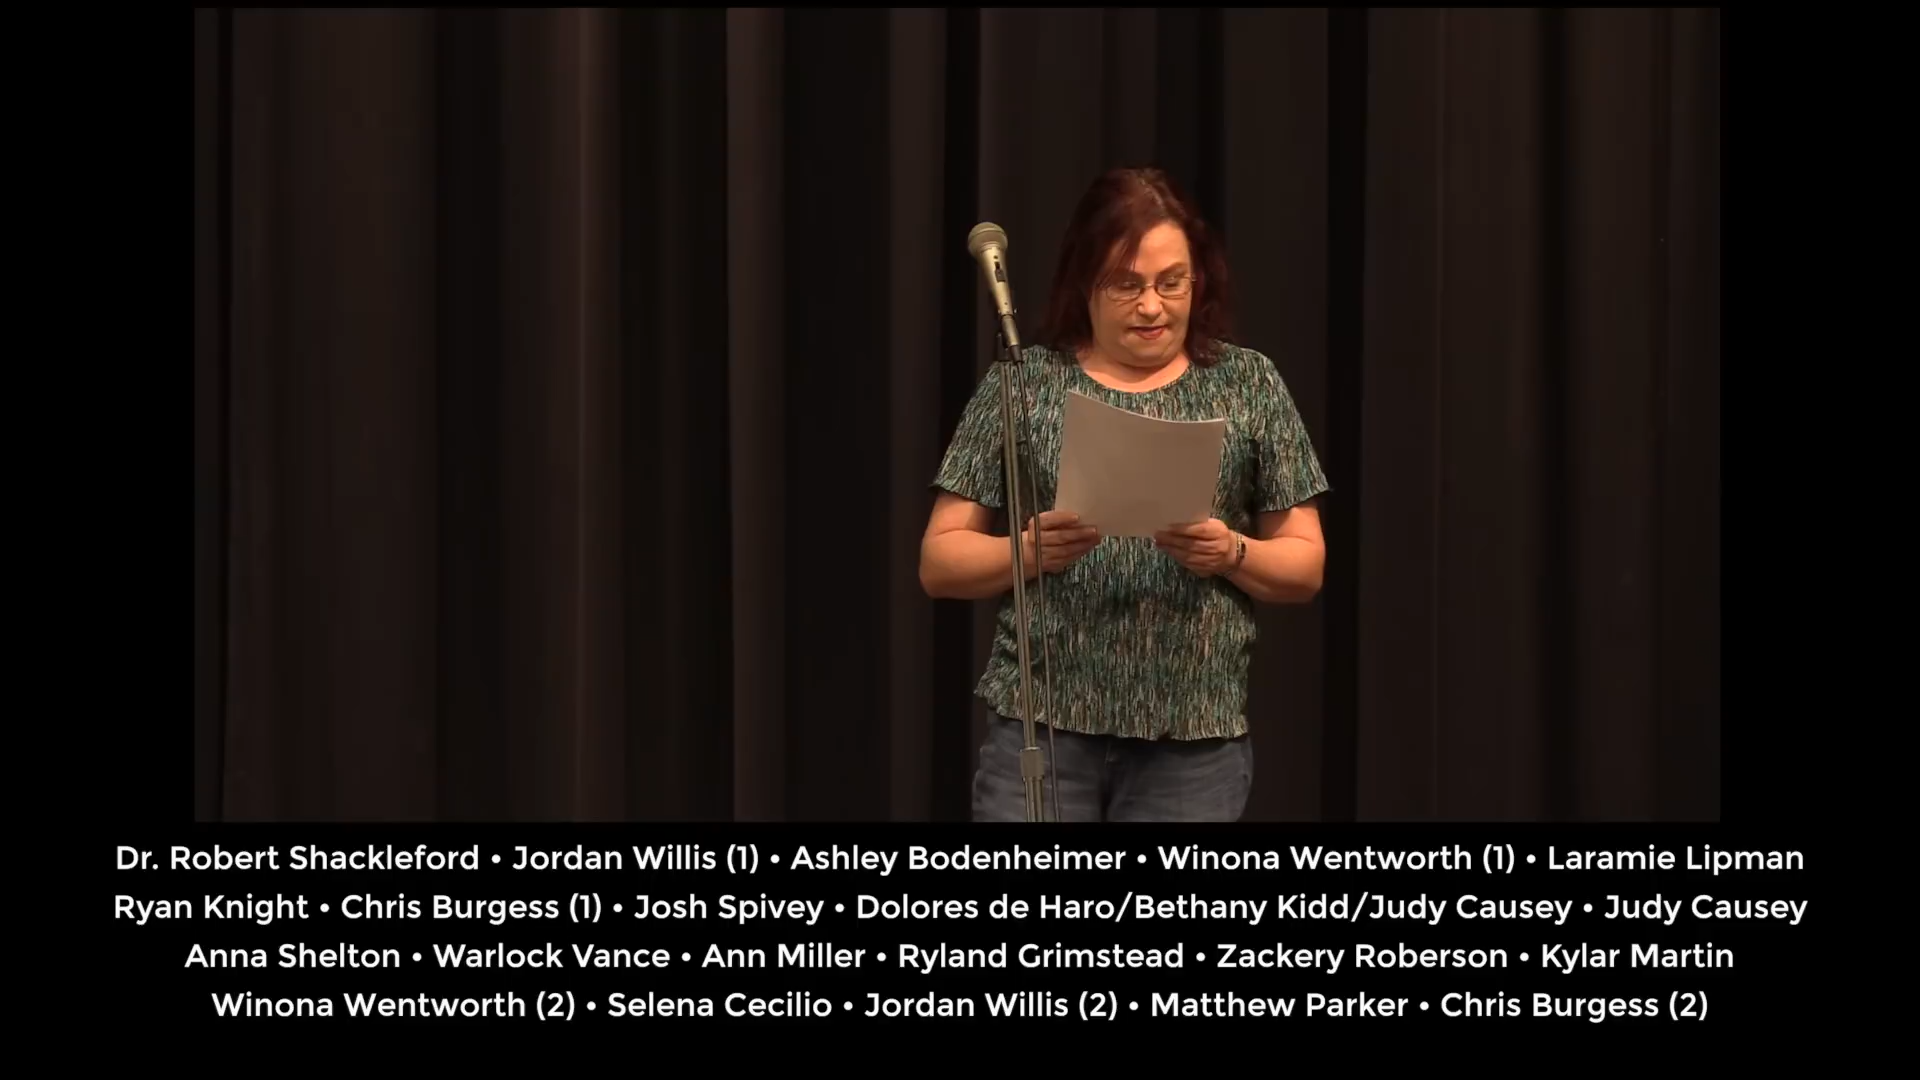 Dr. Robert Shackleford • Jordan Willis (1) • Ashley Bodenheimer • Winona Wentworth (1) • Laramie Lipman
Ryan Knight • Chris Burgess (1) • Josh Spivey • Dolores de Haro/Bethany Kidd/Judy Causey • Judy Causey
Anna Shelton • Warlock Vance • Ann Miller • Ryland Grimstead • Zackery Roberson • Kylar Martin
Winona Wentworth (2) • Selena Cecilio • Jordan Willis (2) • Matthew Parker • Chris Burgess (2)